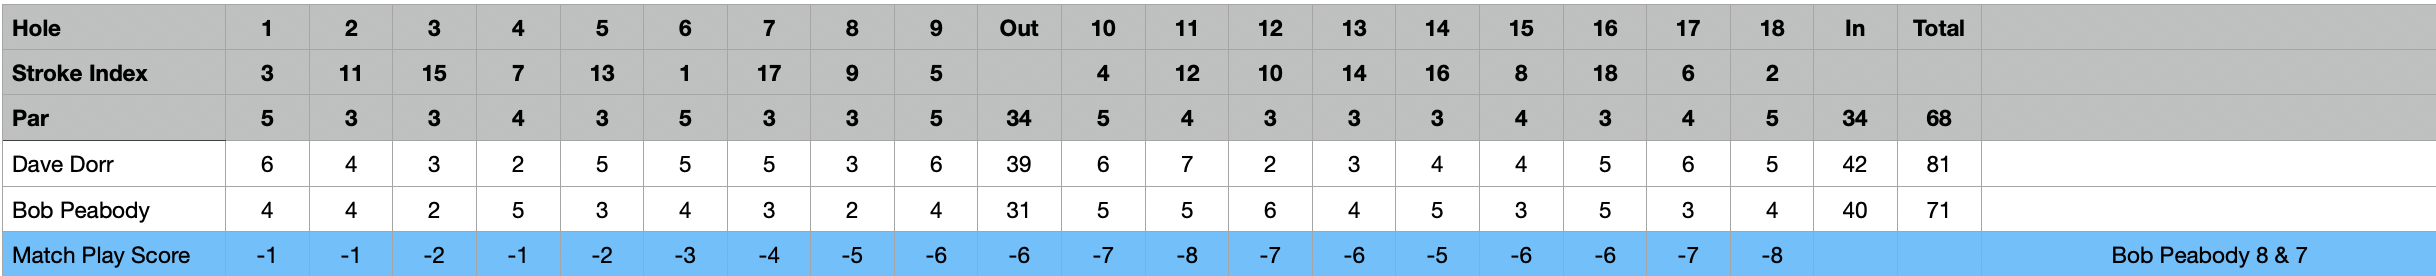 Hole 1 2 3 4 5 6 7 8 9 Out 10 11 12 13 14 15 16 17 18 In Total
Stroke Index 3 11 15 7 13 1 17 9 5 4 12 10 14 16 8 18 6 2
Par 5 3 3 4 3 5 3 3 5 34 5 4 3 3 3 4 3 4 5 34 68
Dave Dorr 6 4 3 2 5 5 5 3 6 39 6 7 2 3 4 4 5 6 5 42 81
Bob Peabody 4 4 2 5 3 4 3 2 4 31 5 5 6 4 5 3 5 3 4 40 71
Match Play Score -1 -1 -2 -1 -2 -3 -4 -5 -6 -6 -7 -8 -7 -6 -5 -6 -6 -7 -8 Bob Peabody 8 & 7